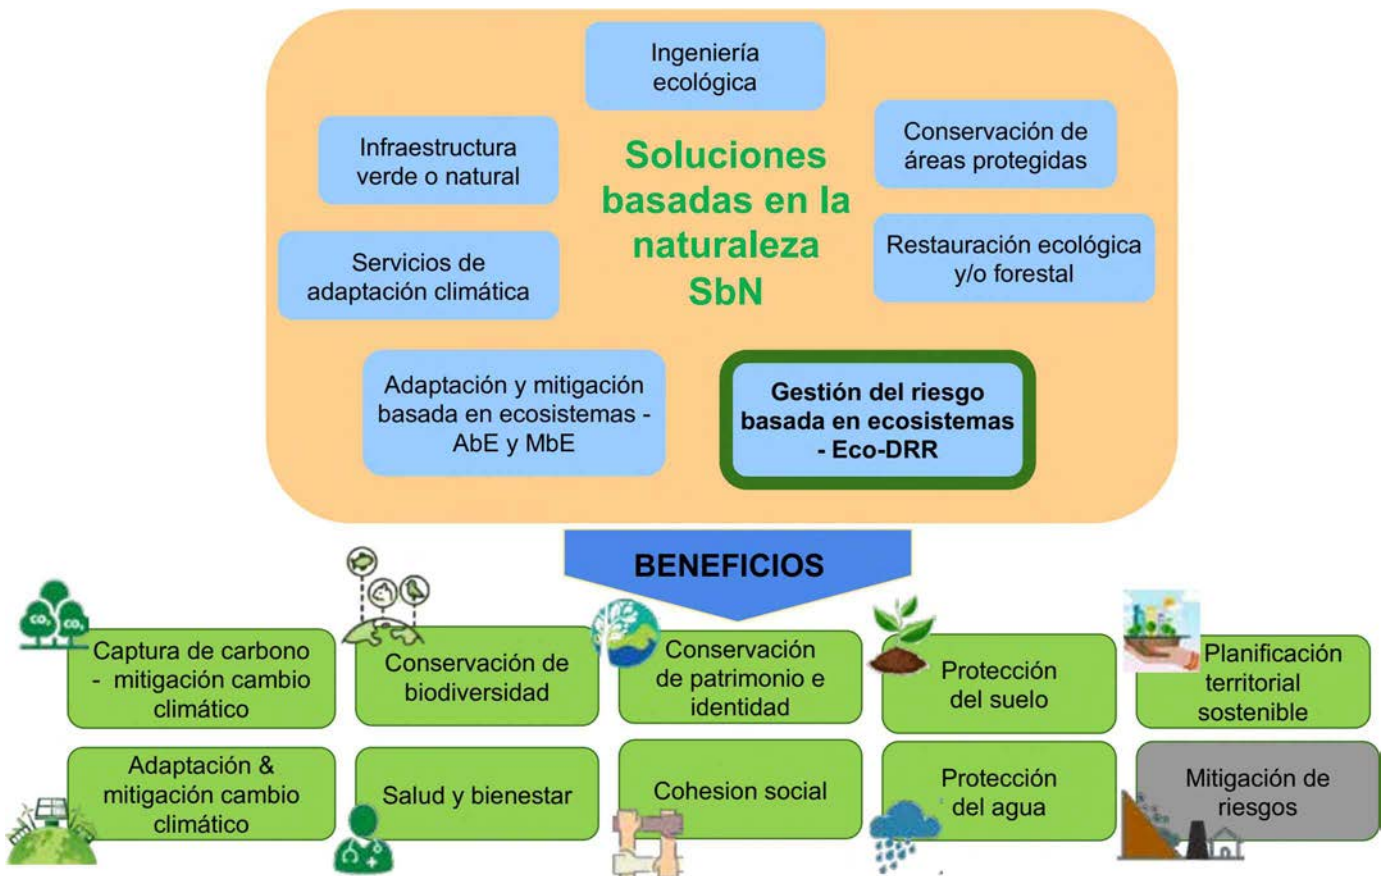 Ingeniería
ecológica
Infraestructura
verde o natural
Soluciones
basadas en la
naturaleza
SbN
Conservación de
áreas protegidas
Servicios de
adaptación climática
Restauración ecológica
y/o forestal
Adaptación y mitigación
basada en ecosistemas -
AbE y MbE
Gestión del riesgo
basada en ecosistemas
- Eco-DRR
BENEFICIOS
CO₂ CO₂
Captura de carbono
- mitigación cambio
climático
Conservación de
biodiversidad
Conservación
de patrimonio e
identidad
Protección
del suelo
Planificación
territorial
sostenible
Adaptación &
mitigación cambio
climático
Salud y bienestar
Cohesion social
Protección
del agua
Mitigación de
riesgos